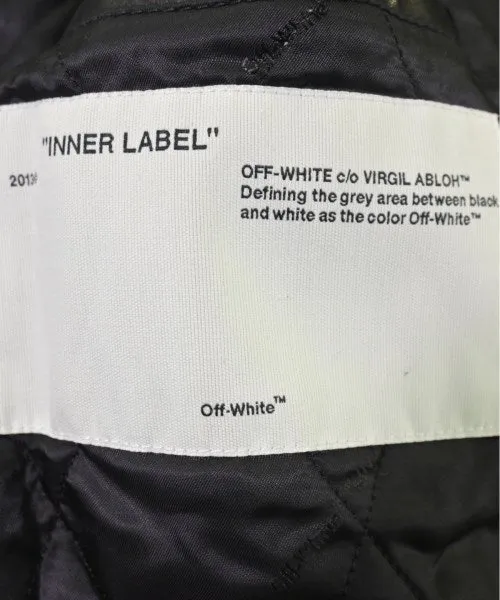 "INNER LABEL"
OFF-WHITE c/o VIRGIL ABLOH™
Defining the grey area between black
and white as the color Off-White™
Off-White™